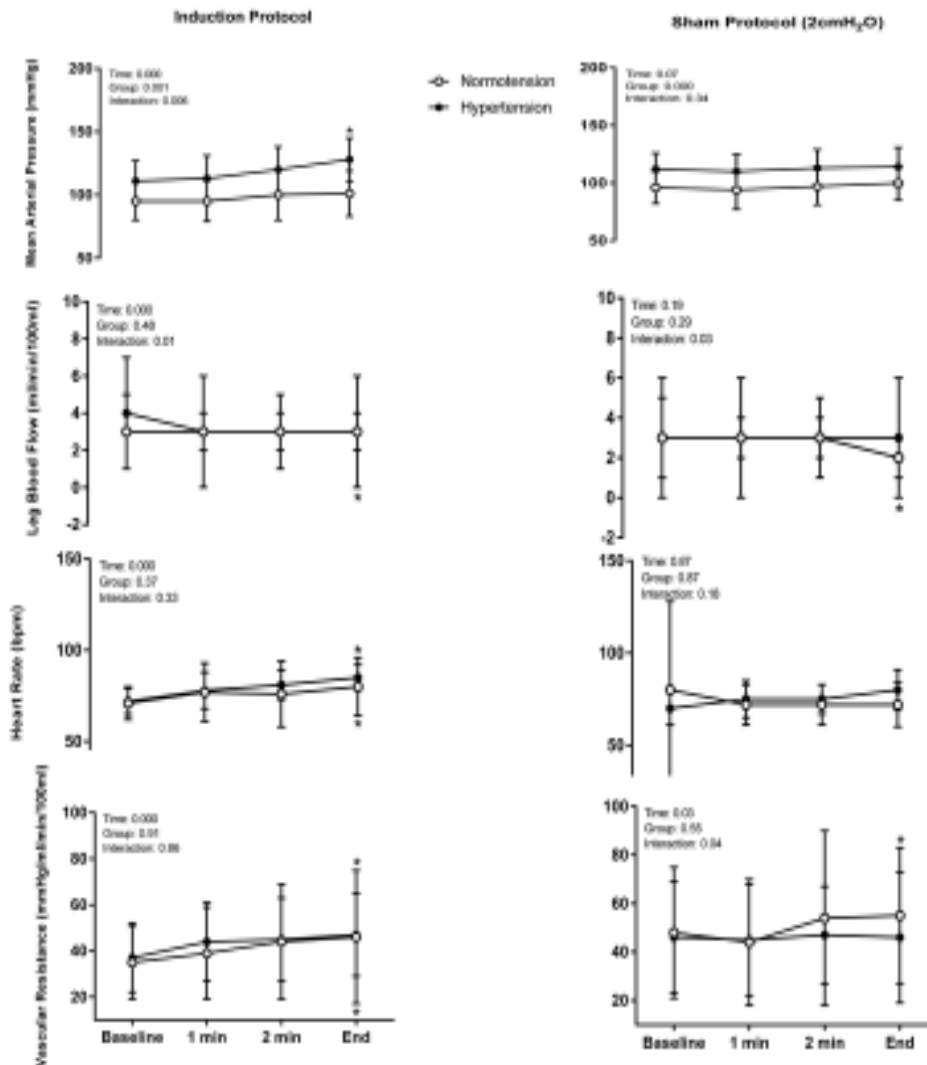 Induction Protocol
Sham Protocol (2cmH₂O)
Mean Arterial Pressure (mmHg)
200
150
100
50
Time: 0.000
Group: 0.001
Interaction: 0.006
Normotension
Hypertension
*
200
150
100
50
Time: 0.07
Group: 0.000
Interaction: 0.34
Leg Blood Flow (ml/min/100ml)
10
8
6
4
2
0
-2
Time: 0.000
Group: 0.48
Interaction: 0.01
*
10
8
6
4
2
0
-2
Time: 0.19
Group: 0.29
Interaction: 0.03
*
Heart Rate (bpm)
150
100
50
Time: 0.000
Group: 0.37
Interaction: 0.33
*
*
150
100
50
Time: 0.87
Group: 0.87
Interaction: 0.18
Vascular Resistance (mmHg/ml/min/100ml)
100
80
60
40
20
Time: 0.000
Group: 0.91
Interaction: 0.86
*
*
Baseline 1 min 2 min End
100
80
60
40
20
Time: 0.03
Group: 0.55
Interaction: 0.04
*
Baseline 1 min 2 min End